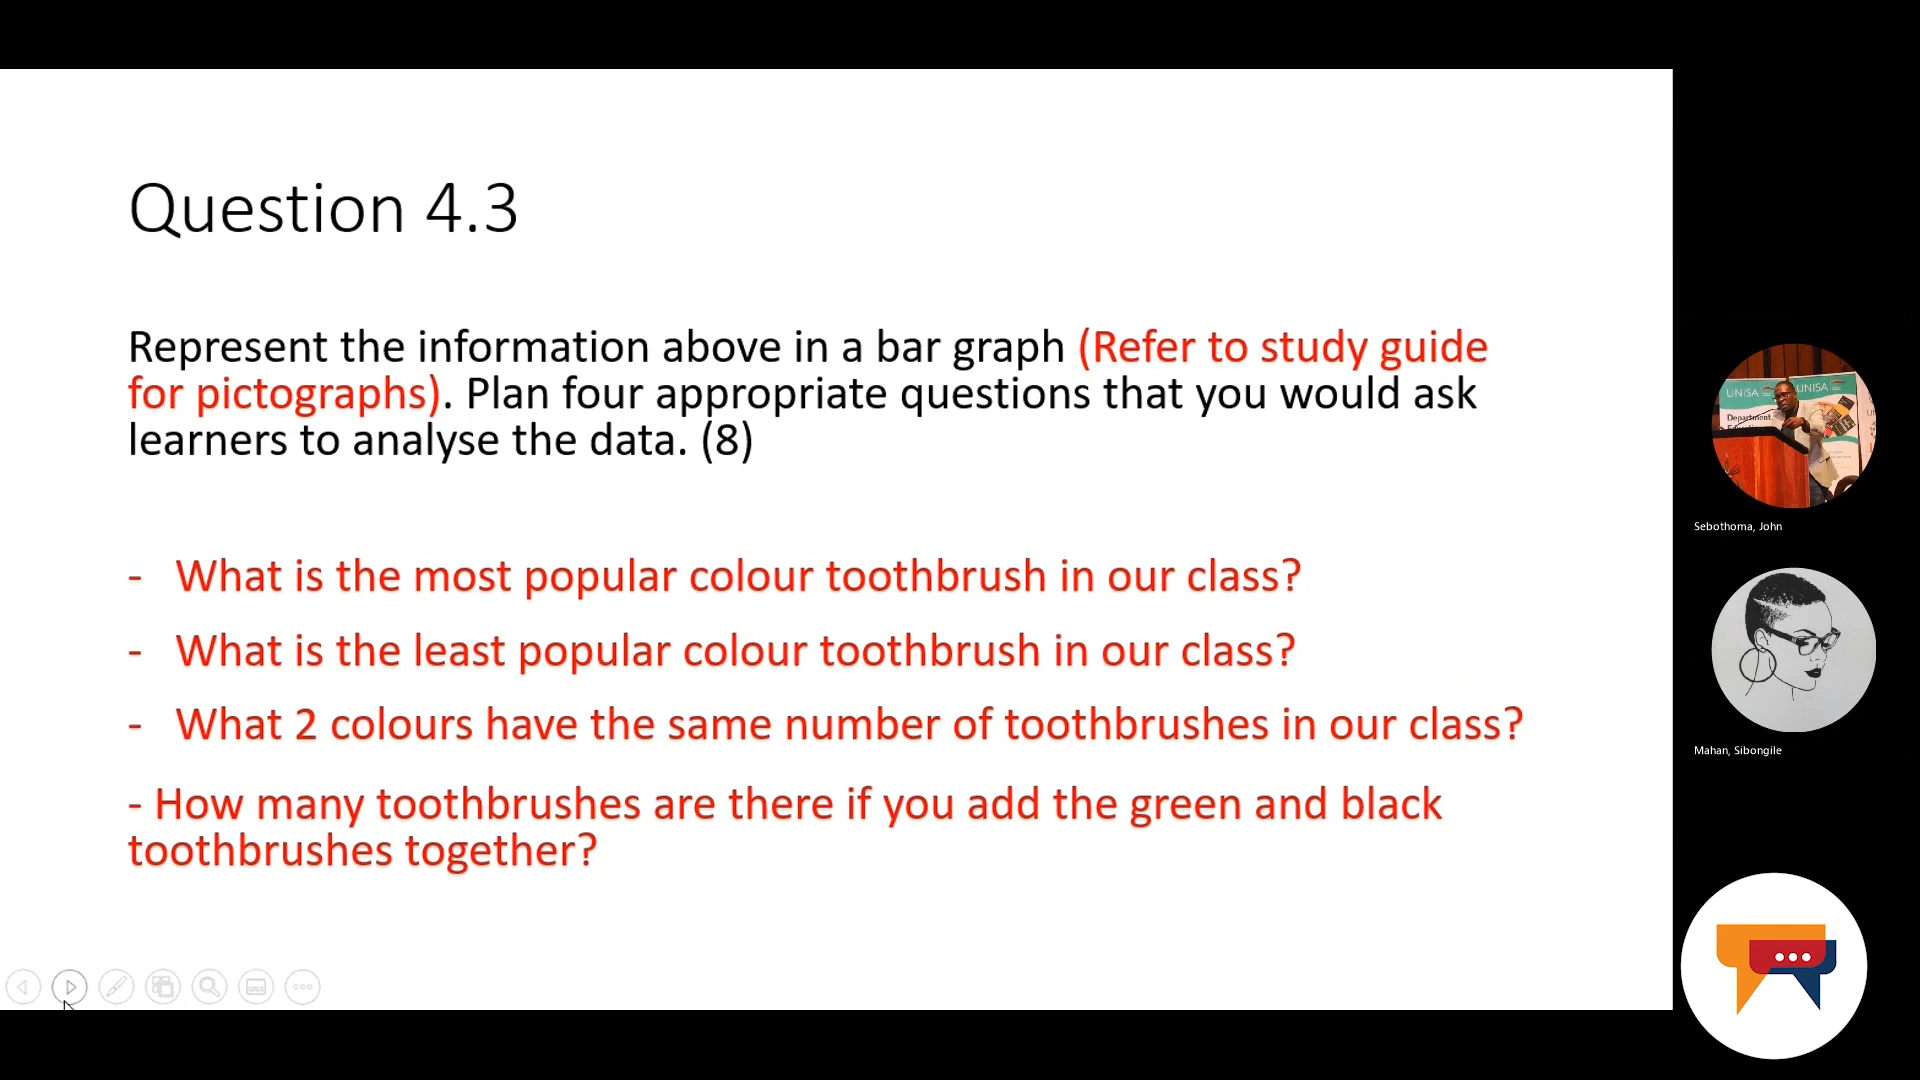 Question 4.3
Represent the information above in a bar graph (Refer to study guide
for pictographs). Plan four appropriate questions that you would ask
learners to analyse the data. (8)
- What is the most popular colour toothbrush in our class?
- What is the least popular colour toothbrush in our class?
- What 2 colours have the same number of toothbrushes in our class?
- How many toothbrushes are there if you add the green and black
toothbrushes together?
UNISA
UNISA
Department
Sebothoma, John
Mahan, Sibongile